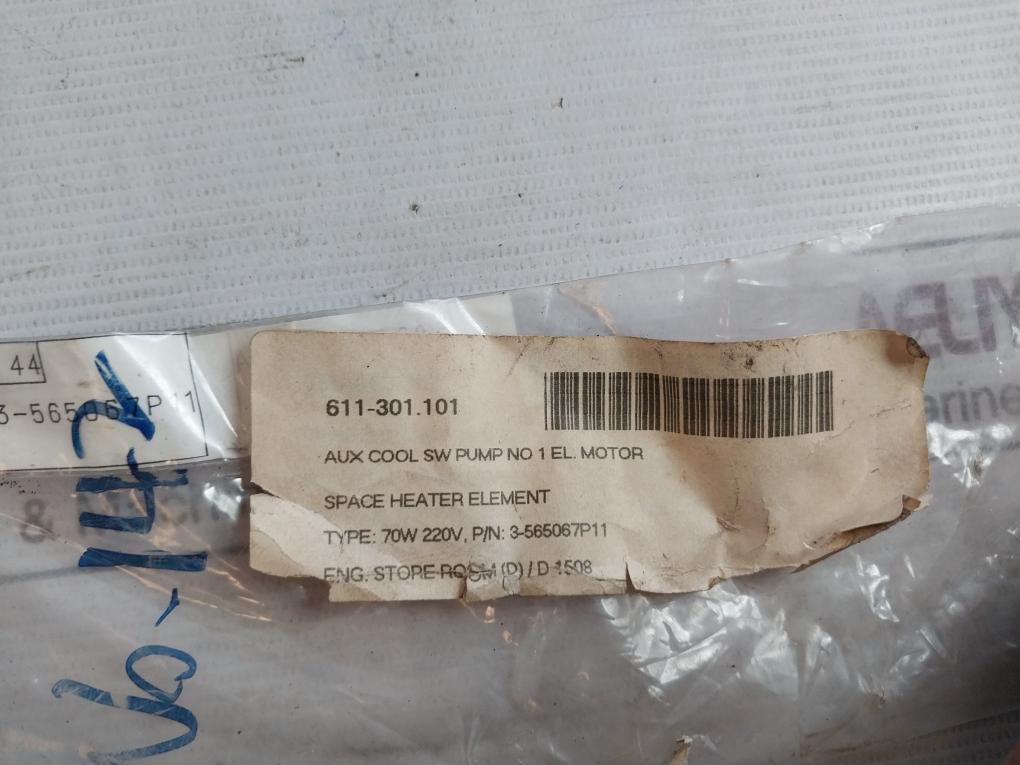 44
3-565067P11
611-301.101
AUX COOL SW PUMP NO 1 EL. MOTOR
SPACE HEATER ELEMENT
TYPE: 70W 220V, P/N: 3-565067P11
ENG. STORE ROOM (D) / D 1508
&
142